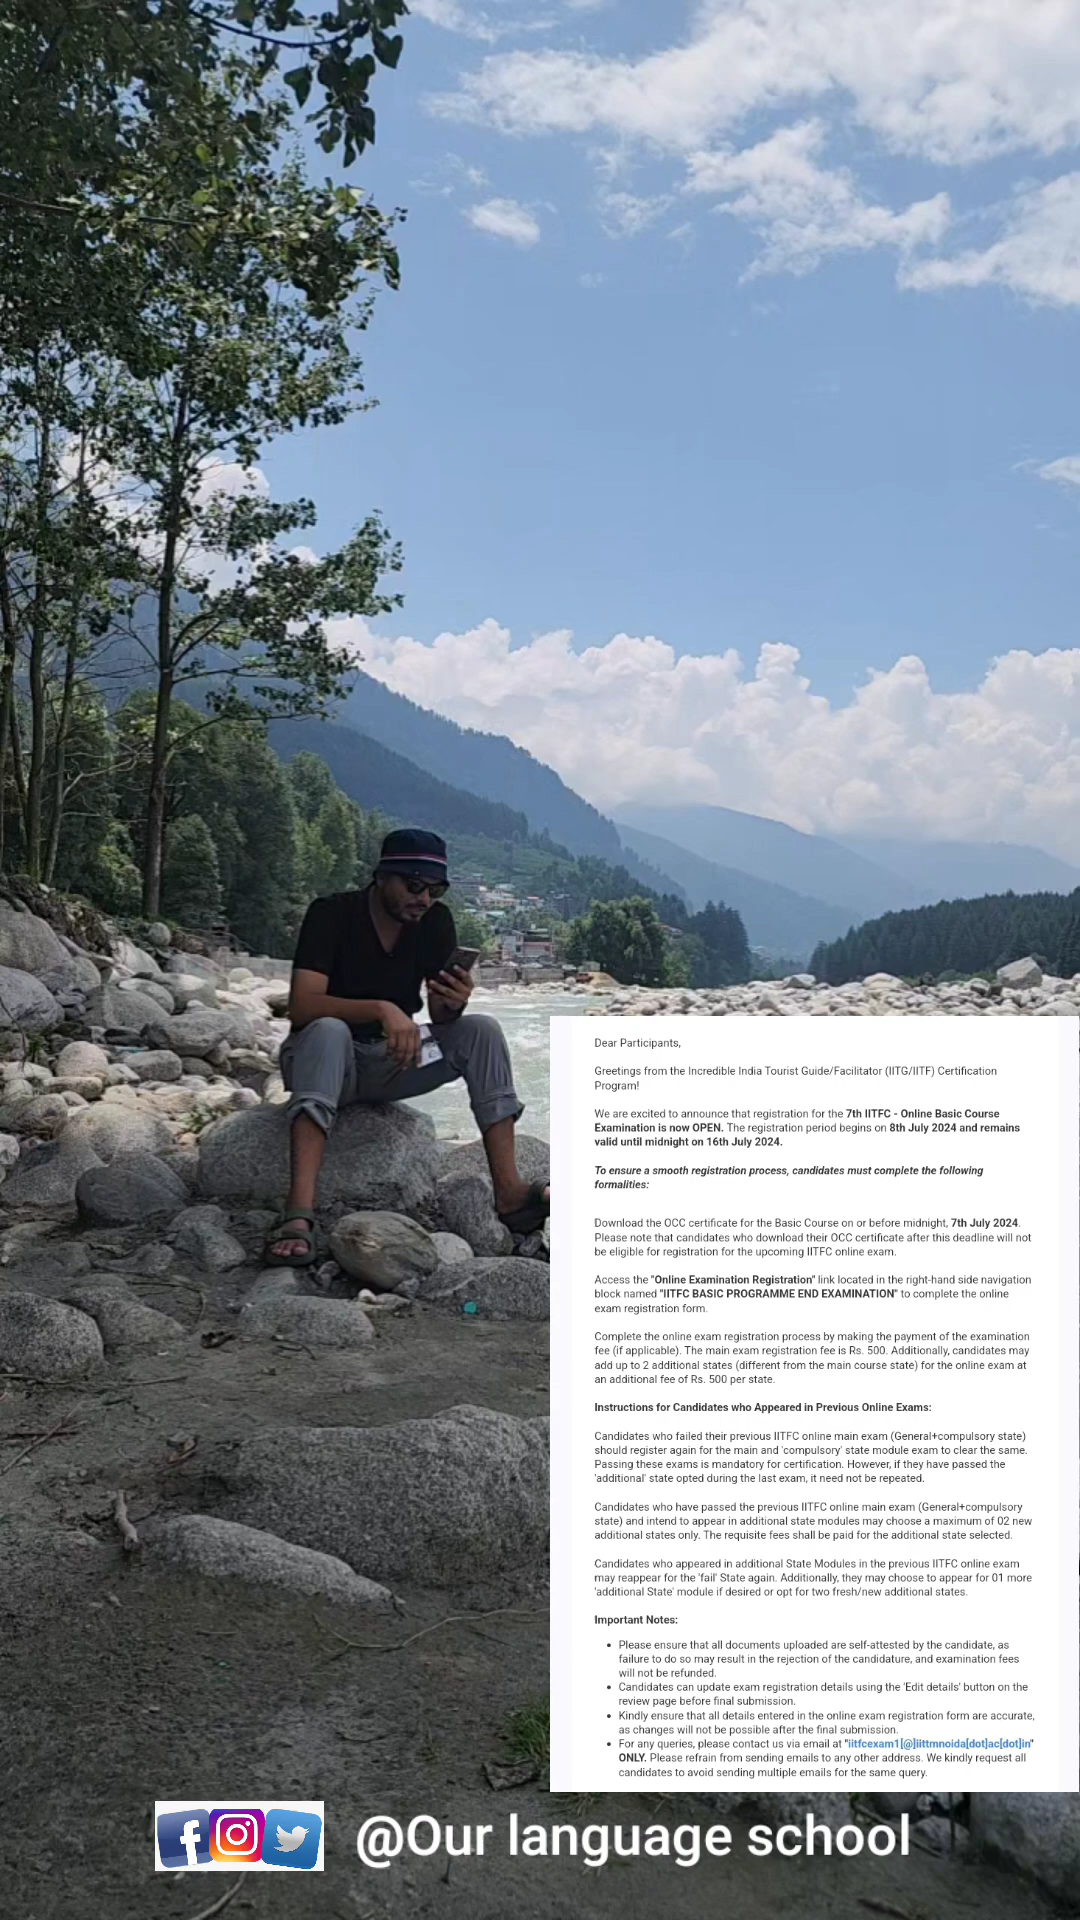 Dear Participants,
Greetings from the Incredible India Tourist Guide/Facilitator (IITG/IITF) Certification
Program!
We are excited to announce that registration for the 7th IITFC - Online Basic Course
Examination is now OPEN. The registration period begins on 8th July 2024 and remains
valid until midnight on 16th July 2024.
To ensure a smooth registration process, candidates must complete the following
formalities:
Download the OCC certificate for the Basic Course on or before midnight, 7th July 2024.
Please note that candidates who download their OCC certificate after this deadline will not
be eligible for registration for the upcoming IITFC online exam.
Access the "Online Examination Registration" link located in the right-hand side navigation
block named "IITFC BASIC PROGRAMME END EXAMINATION" to complete the online
exam registration form.
Complete the online exam registration process by making the payment of the examination
fee (if applicable). The main exam registration fee is Rs. 500. Additionally, candidates may
add up to 2 additional states (different from the main course state) for the online exam at
an additional fee of Rs. 500 per state.
Instructions for Candidates who Appeared in Previous Online Exams:
Candidates who failed their previous IITFC online main exam (General+compulsory state)
should register again for the main and 'compulsory' state module exam to clear the same.
Passing these exams is mandatory for certification. However, if they have passed the
'additional' state opted during the last exam, it need not be repeated.
Candidates who have passed the previous IITFC online main exam (General+compulsory
state) and intend to appear in additional state modules may choose a maximum of 02 new
additional states only. The requisite fees shall be paid for the additional state selected.
Candidates who appeared in additional State Modules in the previous IITFC online exam
may reappear for the 'fail' State again. Additionally, they may choose to appear for 01 more
'additional State' module if desired or opt for two fresh/new additional states.
Important Notes:
• Please ensure that all documents uploaded are self-attested by the candidate, as
failure to do so may result in the rejection of the candidature, and examination fees
will not be refunded.
• Candidates can update exam registration details using the 'Edit details' button on the
review page before final submission.
• Kindly ensure that all details entered in the online exam registration form are accurate,
as changes will not be possible after the final submission.
• For any queries, please contact us via email at "iitfcexam1[@]iittmnoida[dot]ac[dot]in"
ONLY. Please refrain from sending emails to any other address. We kindly request all
candidates to avoid sending multiple emails for the same query.
@Our language school